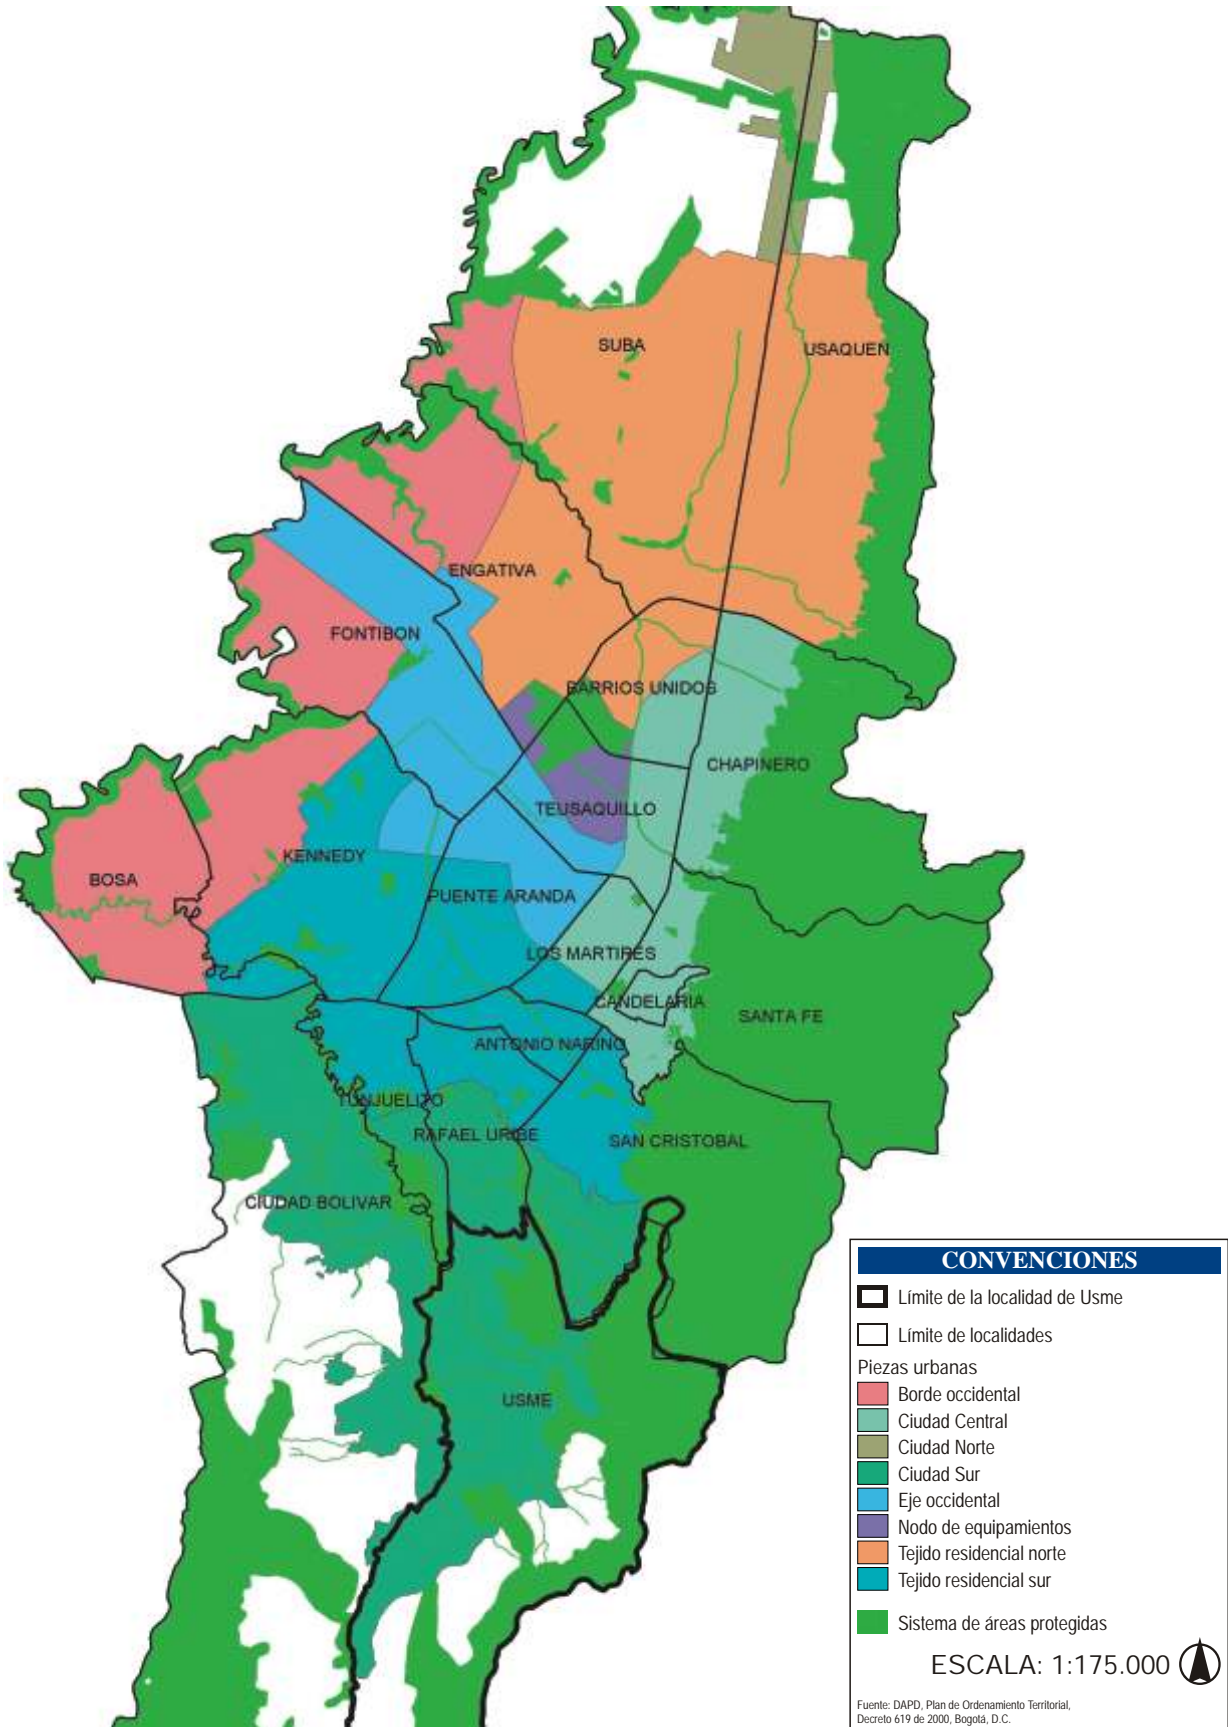 SUBA
USAQUEN
ENGATIVA
FONTIBON
BARRIOS UNIDOS
CHAPINERO
TEUSAQUILLO
KENNEDY
BOSA
PUENTE ARANDA
LOS MARTIRES
CANDELARIA
SANTA FE
ANTONIO NARIÑO
TUNJUELITO
RAFAEL URIBE
SAN CRISTOBAL
CIUDAD BOLIVAR
USME
CONVENCIONES
Límite de la localidad de Usme
Límite de localidades
Piezas urbanas
Borde occidental
Ciudad Central
Ciudad Norte
Ciudad Sur
Eje occidental
Nodo de equipamientos
Tejido residencial norte
Tejido residencial sur
Sistema de áreas protegidas
ESCALA: 1:175.000
Fuente: DAPD, Plan de Ordenamiento Territorial,
Decreto 619 de 2000, Bogotá, D.C.